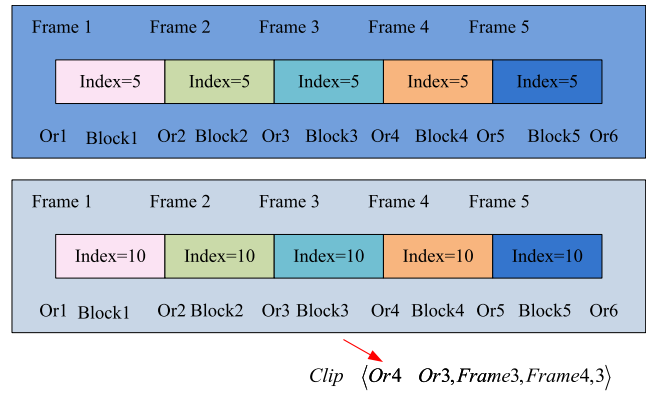 Frame 1 Frame 2 Frame 3 Frame 4 Frame 5
Index=5 Index=5 Index=5 Index=5 Index=5
Or1 Block1 Or2 Block2 Or3 Block3 Or4 Block4 Or5 Block5 Or6
Frame 1 Frame 2 Frame 3 Frame 4 Frame 5
Index=10 Index=10 Index=10 Index=10 Index=10
Or1 Block1 Or2 Block2 Or3 Block3 Or4 Block4 Or5 Block5 Or6
Clip ⟨Or4 Or3,Frame3,Frame4,3⟩